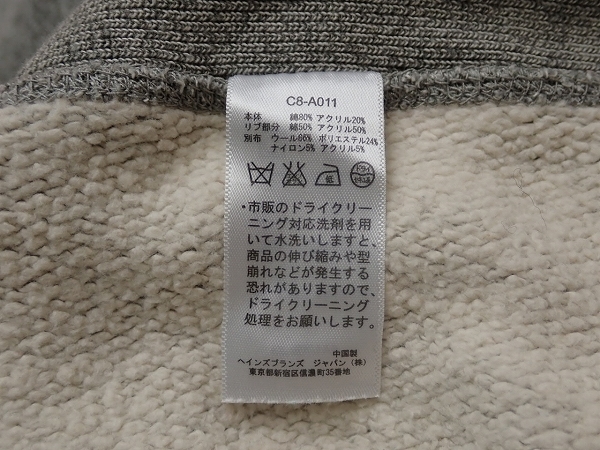 C8-A011
本体 綿80% アクリル20%
リブ部分 綿50% アクリル50%
別布 ウール66% ポリエステル24%
ナイロン5% アクリル5%
低
ドライ
・市販のドライクリー
ニング対応洗剤を用
いて水洗いしますと、
商品の伸び縮みや型
崩れなどが発生する
恐れがありますので、
ドライクリーニング
処理をお願いします。
中国製
ヘインズブランズ ジャパン(株)
東京都新宿区信濃町35番地